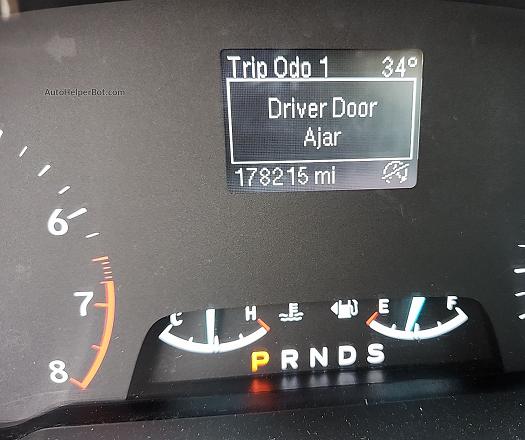 AutoHelperBot.com
Trip Odo 1 34°
Driver Door
Ajar
178215 mi
6
7
8
C H E F
P R N D S